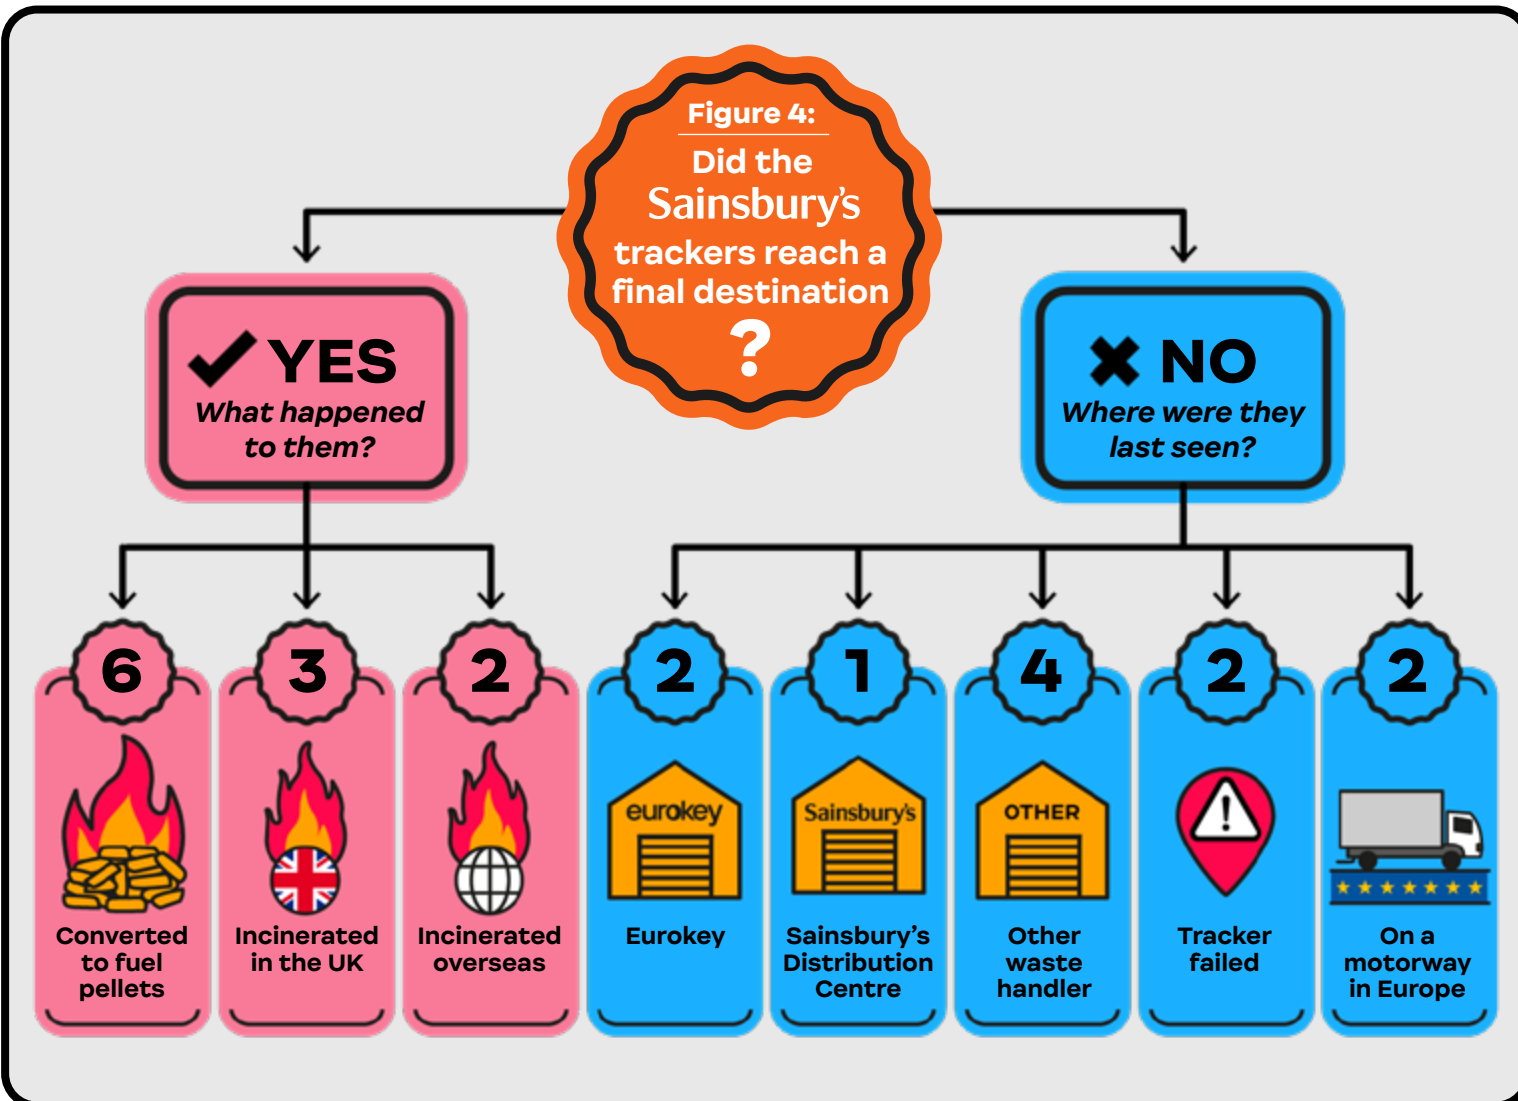 Figure 4:
Did the
Sainsbury's
trackers reach a
final destination
?
YES
What happened
to them?
NO
Where were they
last seen?
6
Converted
to fuel
pellets
3
Incinerated
in the UK
2
Incinerated
overseas
2
eurokey
Eurokey
1
Sainsbury's
Sainsbury's
Distribution
Centre
4
OTHER
Other
waste
handler
2
!
Tracker
failed
2
On a
motorway
in Europe